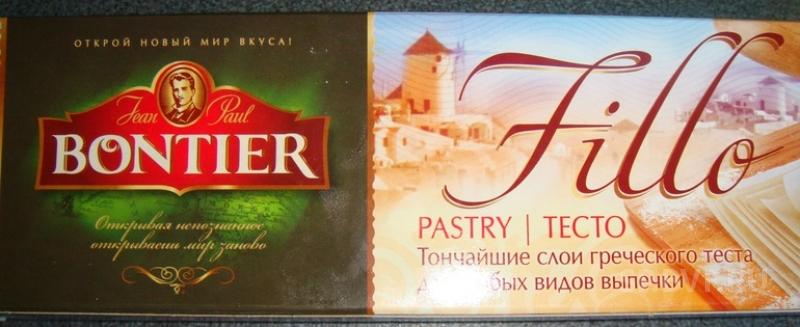 ОТКРОЙ НОВЫЙ МИР ВКУСА!
Jean Paul
BONTIER
Открывая непознанное
открываешь мир заново
Fillo
PASTRY | ТЕСТО
Тончайшие слои греческого теста
видов выпечки